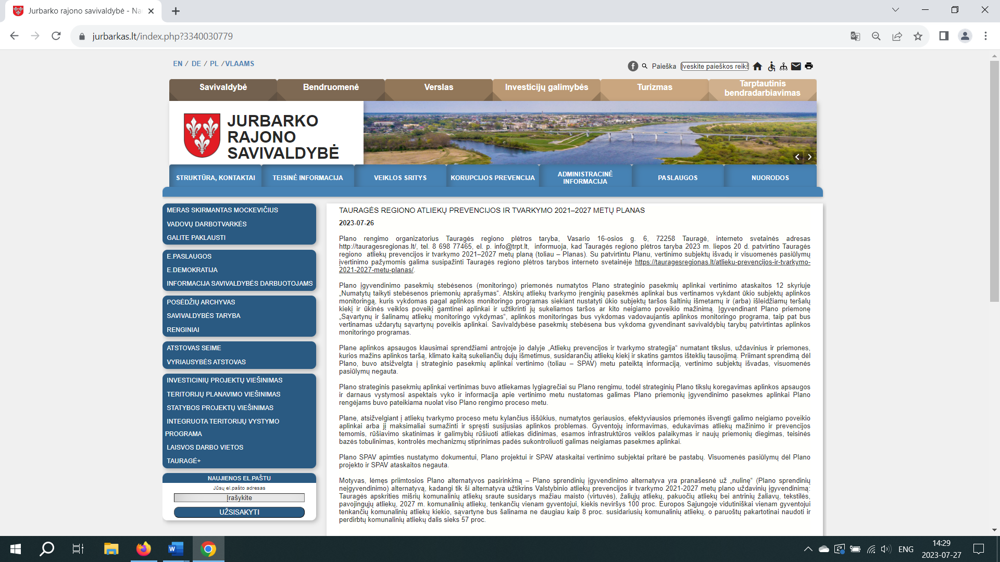 Jurbarko rajono savivaldybė - Na
jurbarkas.lt/index.php?3340030779
EN / DE / PL /VLAAMS
Paieška
Įveskite paieškos reikš
Savivaldybė
Bendruomenė
Verslas
Investicijų galimybės
Turizmas
Tarptautinis
bendradarbiavimas
JURBARKO
RAJONO
SAVIVALDYBĖ
STRUKTŪRA, KONTAKTAI
TEISINĖ INFORMACIJA
VEIKLOS SRITYS
KORUPCIJOS PREVENCIJA
ADMINISTRACINĖ
INFORMACIJA
PASLAUGOS
NUORODOS
MERAS SKIRMANTAS MOCKEVIČIUS
VADOVŲ DARBOTVARKĖS
GALITE PAKLAUSTI
E.PASLAUGOS
E.DEMOKRATIJA
INFORMACIJA SAVIVALDYBĖS DARBUOTOJAMS
POSĖDŽIŲ ARCHYVAS
SAVIVALDYBĖS TARYBA
RENGINIAI
ATSTOVAS SEIME
VYRIAUSYBĖS ATSTOVAS
INVESTICINIŲ PROJEKTŲ VIEŠINIMAS
TERITORIJŲ PLANAVIMO VIEŠINIMAS
STATYBOS PROJEKTŲ VIEŠINIMAS
INTEGRUOTA TERITORIJŲ VYSTYMO
PROGRAMA
LAISVOS DARBO VIETOS
TAURAGĖ+
NAUJIENOS EL.PAŠTU
Jūsų el.pašto adresas
Įrašykite
UŽSISAKYTI
TAURAGĖS REGIONO ATLIEKŲ PREVENCIJOS IR TVARKYMO 2021–2027 METŲ PLANAS
2023-07-26
Plano rengimo organizatorius Tauragės regiono plėtros taryba, Vasario 16-osios g. 6, 72258 Tauragė, interneto svetainės adresas
http://tauragesregionas.lt/, tel. 8 698 77465, el. p. info@trpt.lt, informuoja, kad Tauragės regiono plėtros taryba 2023 m. liepos 20 d. patvirtino Tauragės
regiono atliekų prevencijos ir tvarkymo 2021–2027 metų planą (toliau – Planas). Su patvirtintu Planu, vertinimo subjektų išvadų ir visuomenės pasiūlymų
įvertinimo pažymomis galima susipažinti Tauragės regiono plėtros tarybos interneto svetainėje https://tauragesregionas.lt/atlieku-prevencijos-ir-tvarkymo-
2021-2027-metu-planas/.
Plano įgyvendinimo pasekmių stebėsenos (monitoringo) priemonės numatytos Plano strateginio pasekmių aplinkai vertinimo ataskaitos 12 skyriuje
„Numatytų taikyti stebėsenos priemonių aprašymas“. Atskirų atliekų tvarkymo įrenginių pasekmės aplinkai bus vertinamos vykdant ūkio subjektų aplinkos
monitoringą, kuris vykdomas pagal aplinkos monitoringo programas siekiant nustatyti ūkio subjektų taršos šaltinių išmetamų ir (arba) išleidžiamų teršalų
kiekį ir ūkinės veiklos poveikį gamtinei aplinkai ir užtikrinti jų sukeliamos taršos ar kito neigiamo poveikio mažinimą. Įgyvendinant Plano priemonę
„Sąvartynų ir šalinamų atliekų monitoringo vykdymas“, aplinkos monitoringas bus vykdomas vadovaujantis aplinkos monitoringo programa, taip pat bus
vertinamas uždarytų sąvartynų poveikis aplinkai. Savivaldybėse pasekmių stebėsena bus vykdoma gyvendinant savivaldybių tarybų patvirtintas aplinkos
monitoringo programas.
Plane aplinkos apsaugos klausimai sprendžiami antrojoje jo dalyje „Atliekų prevencijos ir tvarkymo strategija“ numatant tikslus, uždavinius ir priemones,
kurios mažins aplinkos taršą, klimato kaitą sukeliančių dujų išmetimus, susidarančių atliekų kiekį ir skatins gamtos išteklių tausojimą. Priimant sprendimą dėl
Plano, buvo atsižvelgta į strateginio pasekmių aplinkai vertinimo (toliau – SPAV) metu pateiktą informaciją, vertinimo subjektų išvadas, visuomenės
pasiūlymų negauta.
Plano strateginis pasekmių aplinkai vertinimas buvo atliekamas lygiagrečiai su Plano rengimu, todėl strateginių Plano tikslų koregavimas aplinkos apsaugos
ir darnaus vystymosi aspektais vyko ir informacija apie vertinimo metu nustatomas galimas Plano priemonių įgyvendinimo pasekmes aplinkai Plano
rengėjams buvo pateikiama nuolat viso Plano rengimo proceso metu.
Plane, atsižvelgiant į atliekų tvarkymo proceso metu kylančius iššūkius, numatytos geriausios, efektyviausios priemonės išvengti galimo neigiamo poveikio
aplinkai arba jį maksimaliai sumažinti ir spręsti susijusias aplinkos problemas. Gyventojų informavimas, edukavimas atliekų mažinimo ir prevencijos
temomis, rūšiavimo skatinimas ir galimybių rūšiuoti atliekas didinimas, esamos infrastruktūros veiklos palaikymas ir naujų priemonių diegimas, teisinės
bazės tobulinimas, kontrolės mechanizmų stiprinimas padės sukontroliuoti galimas neigiamas pasekmes aplinkai.
Plano SPAV apimties nustatymo dokumentui, Plano projektui ir SPAV ataskaitai vertinimo subjektai pritarė be pastabų. Visuomenės pasiūlymų dėl Plano
projekto ir SPAV ataskaitos negauta.
Motyvas, lėmęs priimtosios Plano alternatyvos pasirinkimą – Plano sprendinių įgyvendinimo alternatyva yra pranašesnė už „nulinę“ (Plano sprendinių
neįgyvendinimo) alternatyvą, kadangi tik ši alternatyva užtikrins Valstybinio atliekų prevencijos ir tvarkymo 2021-2027 metų plano uždavinių įgyvendinimą:
Tauragės apskrities mišrių komunalinių atliekų sraute susidarys mažiau maisto (virtuvės), žaliųjų atliekų, pakuočių atliekų bei antrinių žaliavų, tekstilės,
pavojingųjų atliekų, 2027 m. komunalinių atliekų, tenkančių vienam gyventojui, kiekis neviršys 100 proc. Europos Sąjungoje vidutiniškai vienam gyventojui
tenkančių komunalinių atliekų kiekio, sąvartyne bus šalinama ne daugiau kaip 8 proc. susidariusių komunalinių atliekų, o paruoštų pakartotinai naudoti ir
perdirbtų komunalinių atliekų dalis sieks 57 proc.
ENG
14:29
2023-07-27